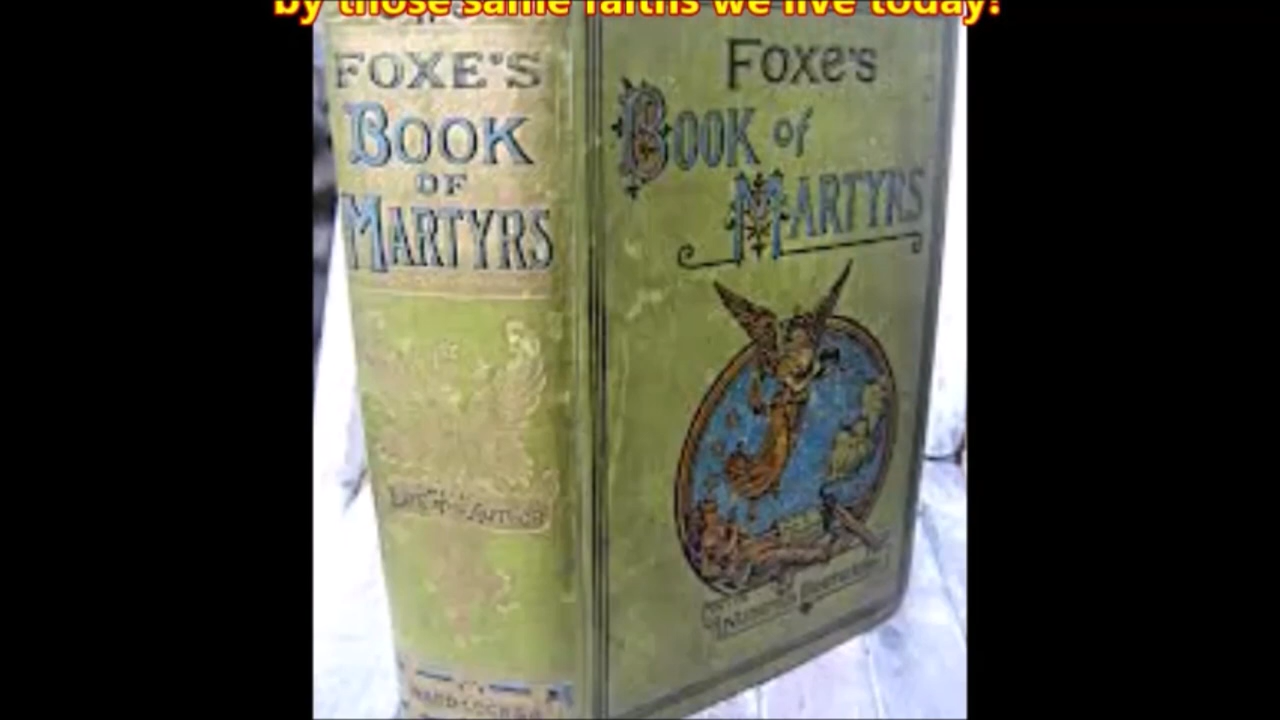 by those same faiths we live today!
FOXE'S
BOOK
OF
MARTYRS
Foxe's
BOOK of
MARTYRS